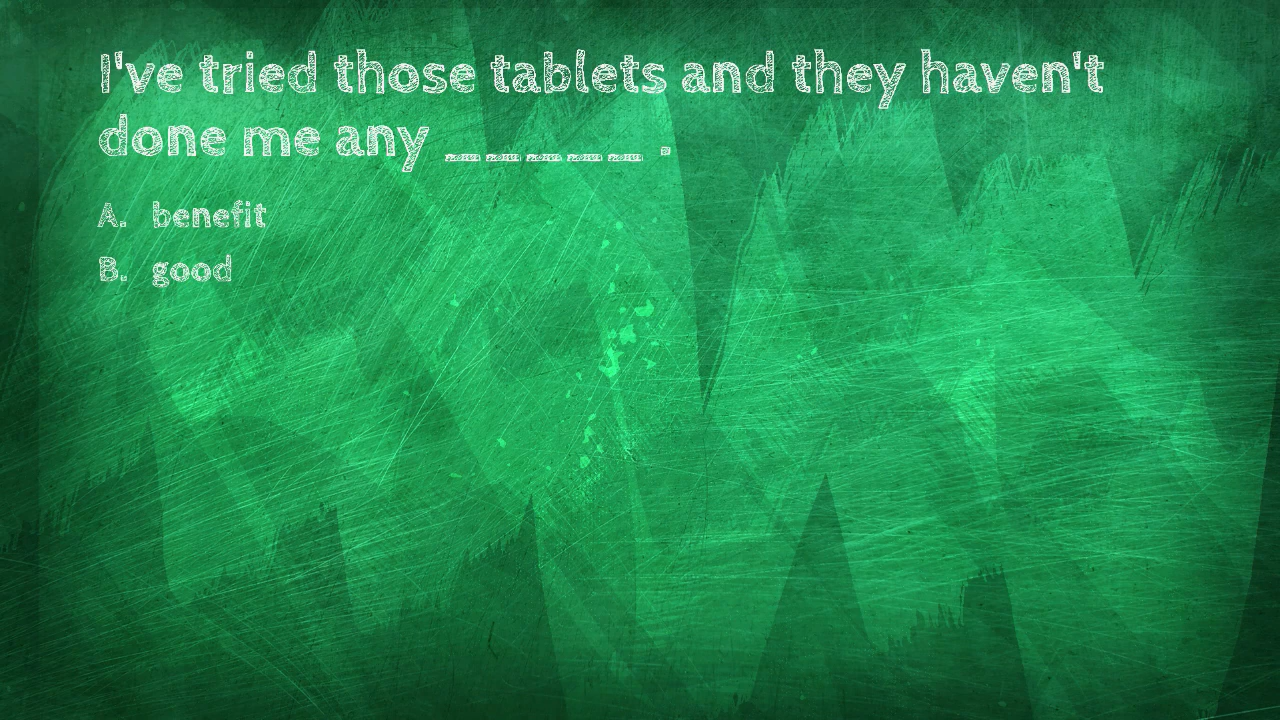 I've tried those tablets and they haven't
done me any _____ .
A. benefit
B. good